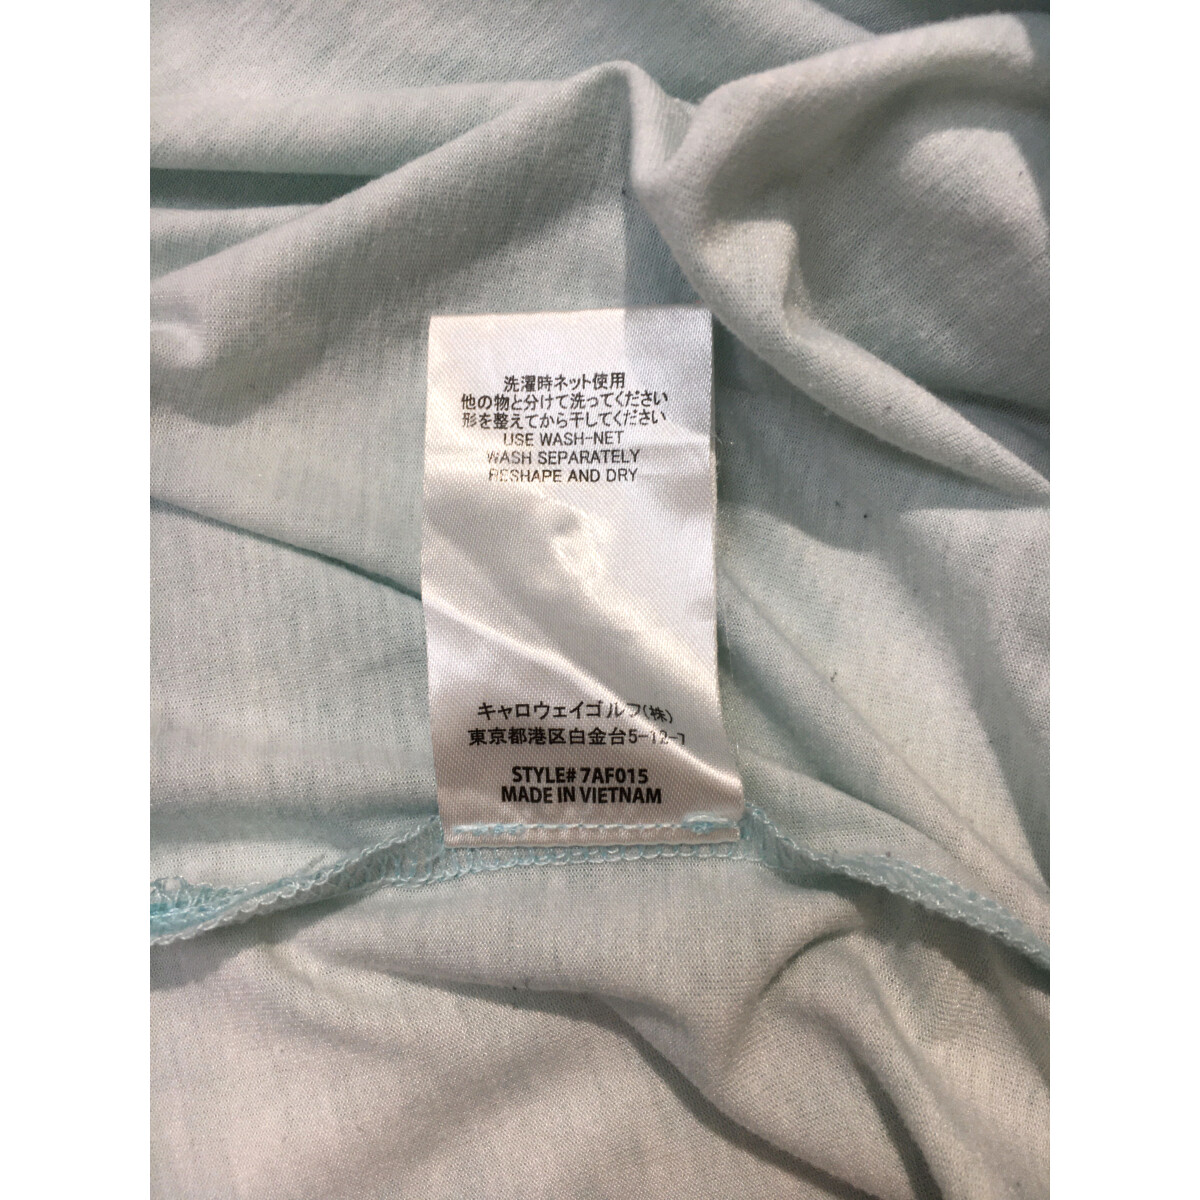 洗濯時ネット使用
他の物と分けて洗ってください
形を整えてから干してください
USE WASH-NET
WASH SEPARATELY
RESHAPE AND DRY
キャロウェイゴルフ(株)
東京都港区白金台5-12-7
STYLE# 7AF015
MADE IN VIETNAM